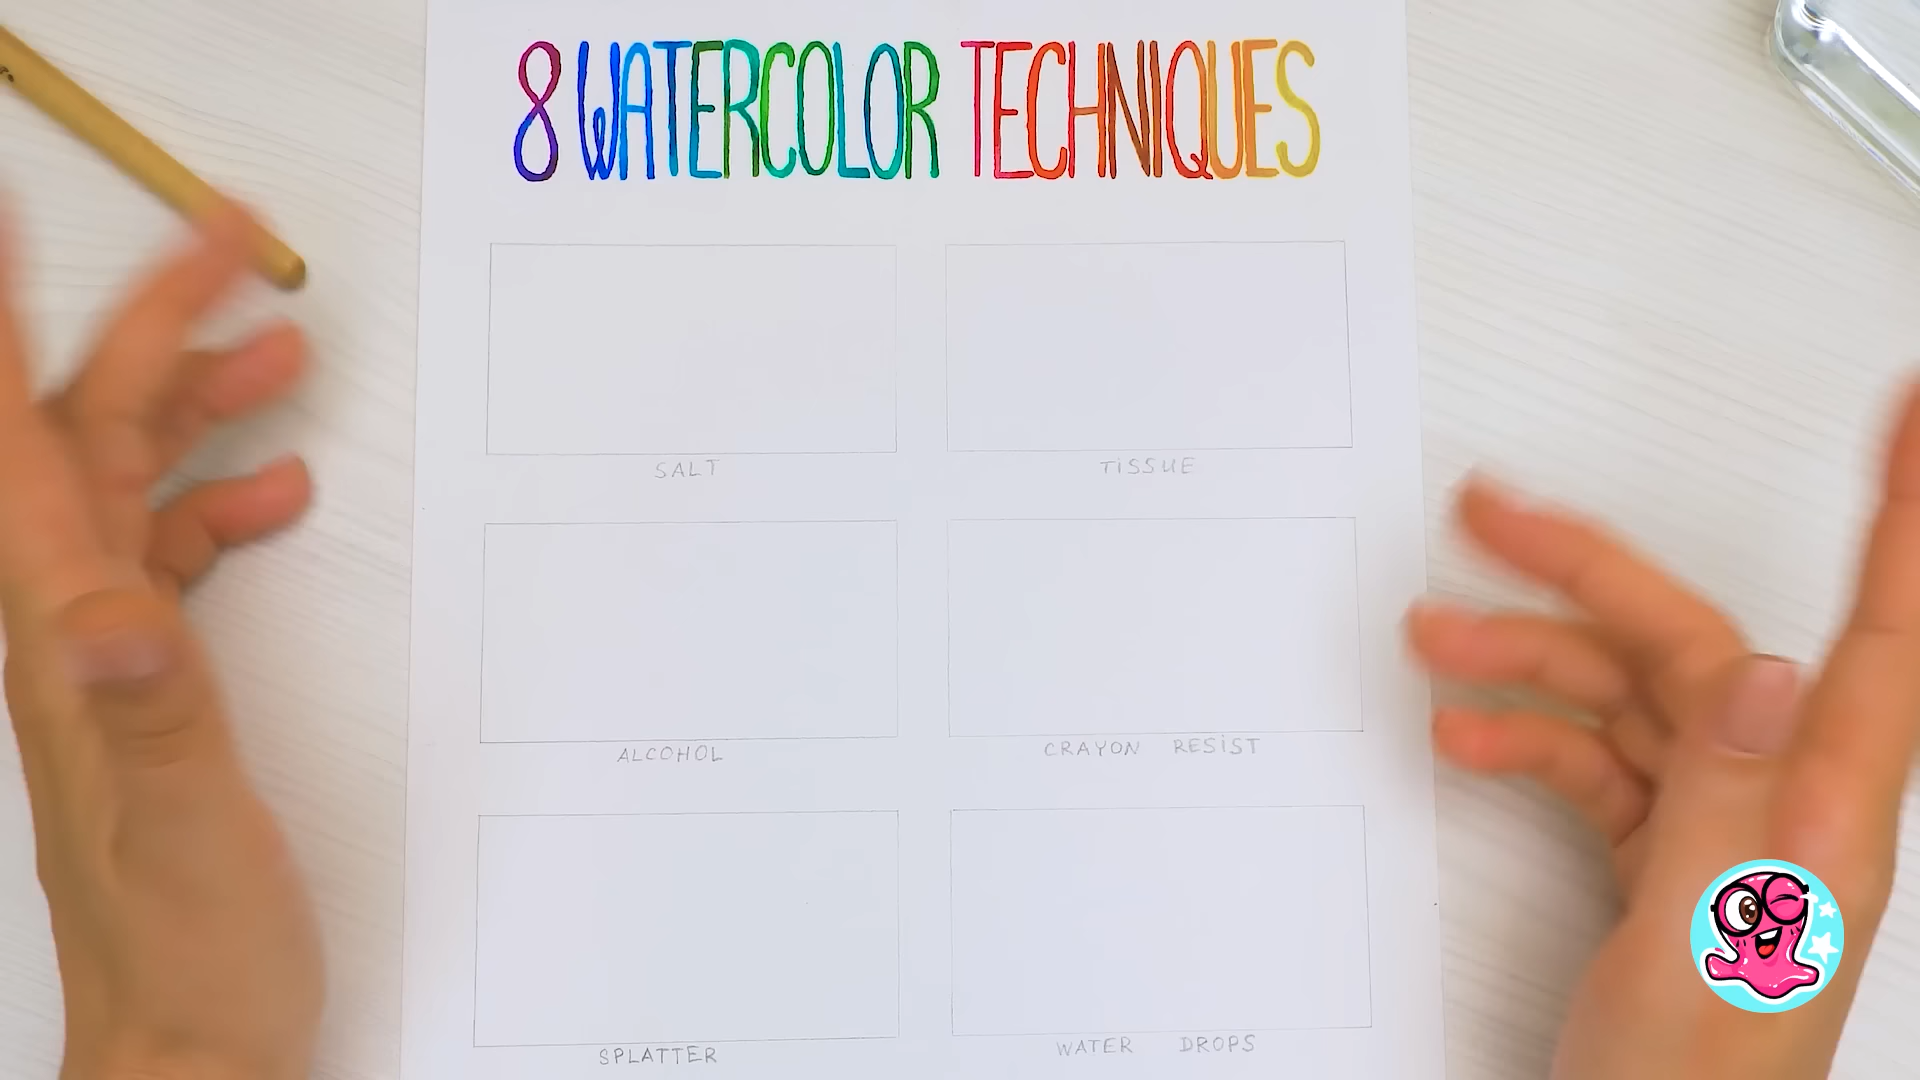 8 WATERCOLOR TECHNIQUES
SALT
TISSUE
ALCOHOL
CRAYON RESIST
SPLATTER
WATER DROPS